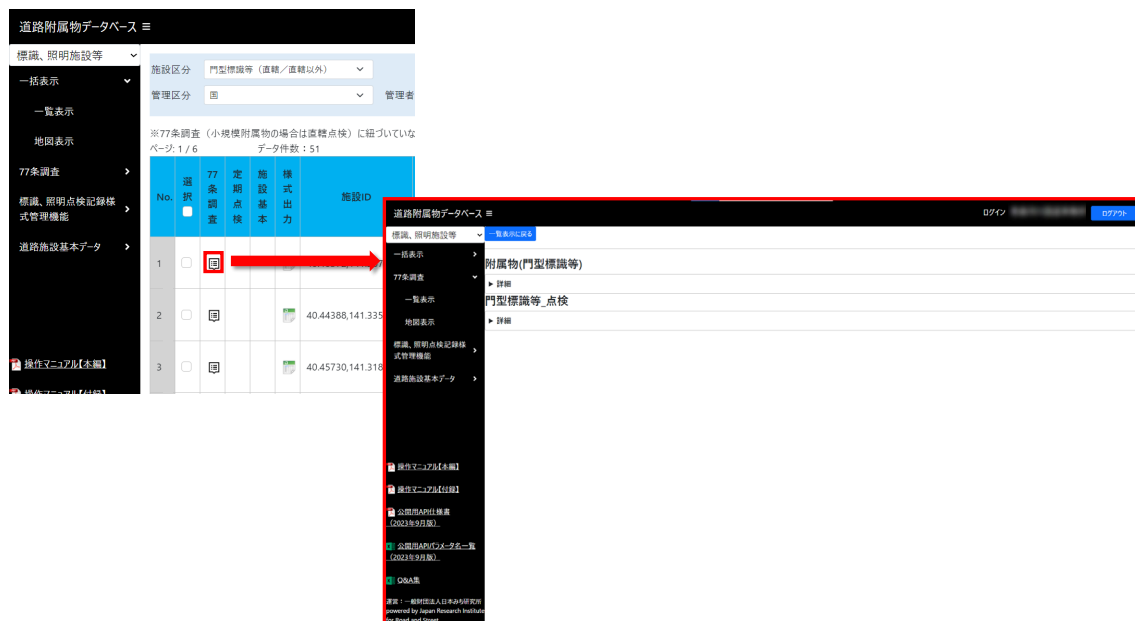 道路附属物データベース ≡
標識、照明施設等
一括表示
一覧表示
地図表示
77条調査
標識、照明点検記録様
式管理機能
道路施設基本データ
操作マニュアル【本編】
操作マニュアル【付録】
施設区分 門型標識等（直轄／直轄以外）
管理区分 国 管理者
※77条調査（小規模附属物の場合は直轄点検）に紐づいていな
ページ: 1 / 6 データ件数：51
No. 選択 77条調査 定期点検 施設基本 様式出力 施設ID
1
2 40.44388,141.335
3 40.45730,141.318
道路附属物データベース ≡ ログイン ログアウト
標識、照明施設等 一覧表示に戻る
一括表示
77条調査
一覧表示
地図表示
標識、照明点検記録様
式管理機能
道路施設基本データ
操作マニュアル【本編】
操作マニュアル【付録】
公開用API仕様書
（2023年9月版）
公開用APIパラメータ名一覧
（2023年9月版）
Q&A集
運営：一般財団法人日本みち研究所
powered by Japan Research Institute
for Road and Street
附属物(門型標識等)
▶ 詳細
門型標識等_点検
▶ 詳細